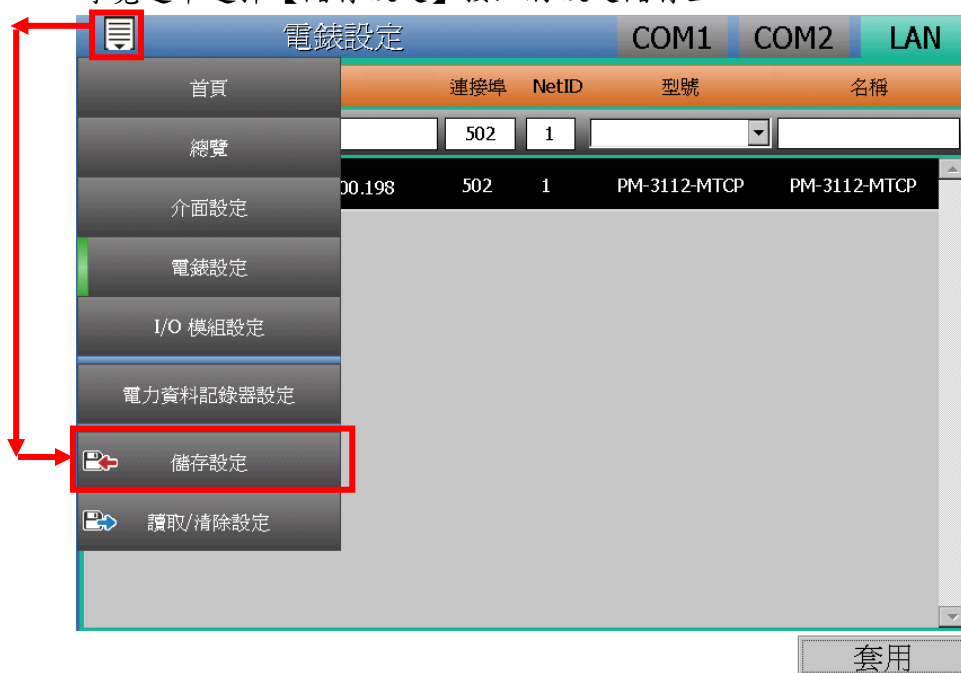 電錶設定 COM1 COM2 LAN
首頁
連接埠 NetID 型號 名稱
502 1
總覽
00.198 502 1 PM-3112-MTCP PM-3112-MTCP
介面設定
電錶設定
I/O 模組設定
電力資料記錄器設定
儲存設定
讀取/清除設定
套用